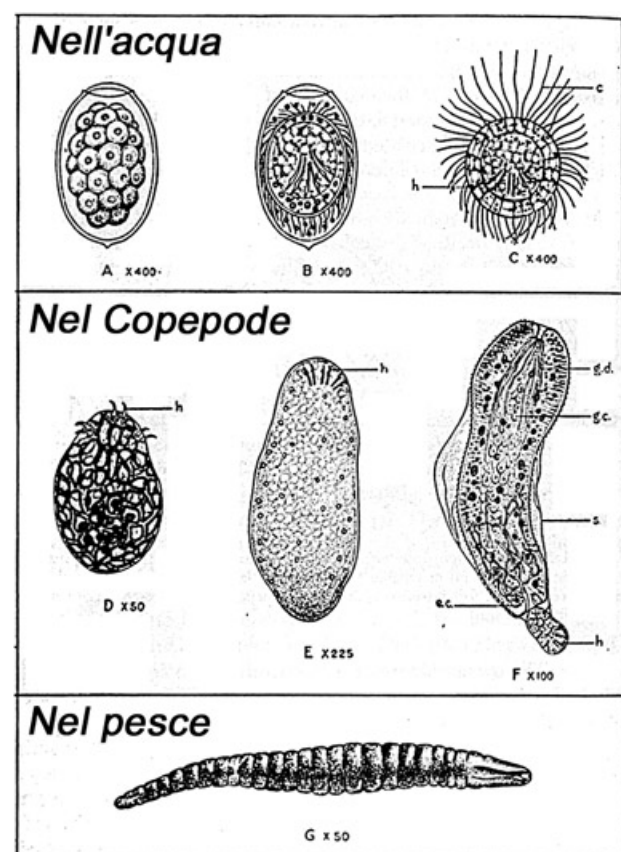 Nell'acqua
c
h
A x400.
B x400
C x400
Nel Copepode
h
h
g.d.
g.c.
s.
e.c.
h
D x50
E x225
F x100
Nel pesce
G x50